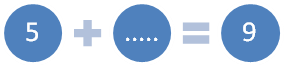 5 + ..... = 9